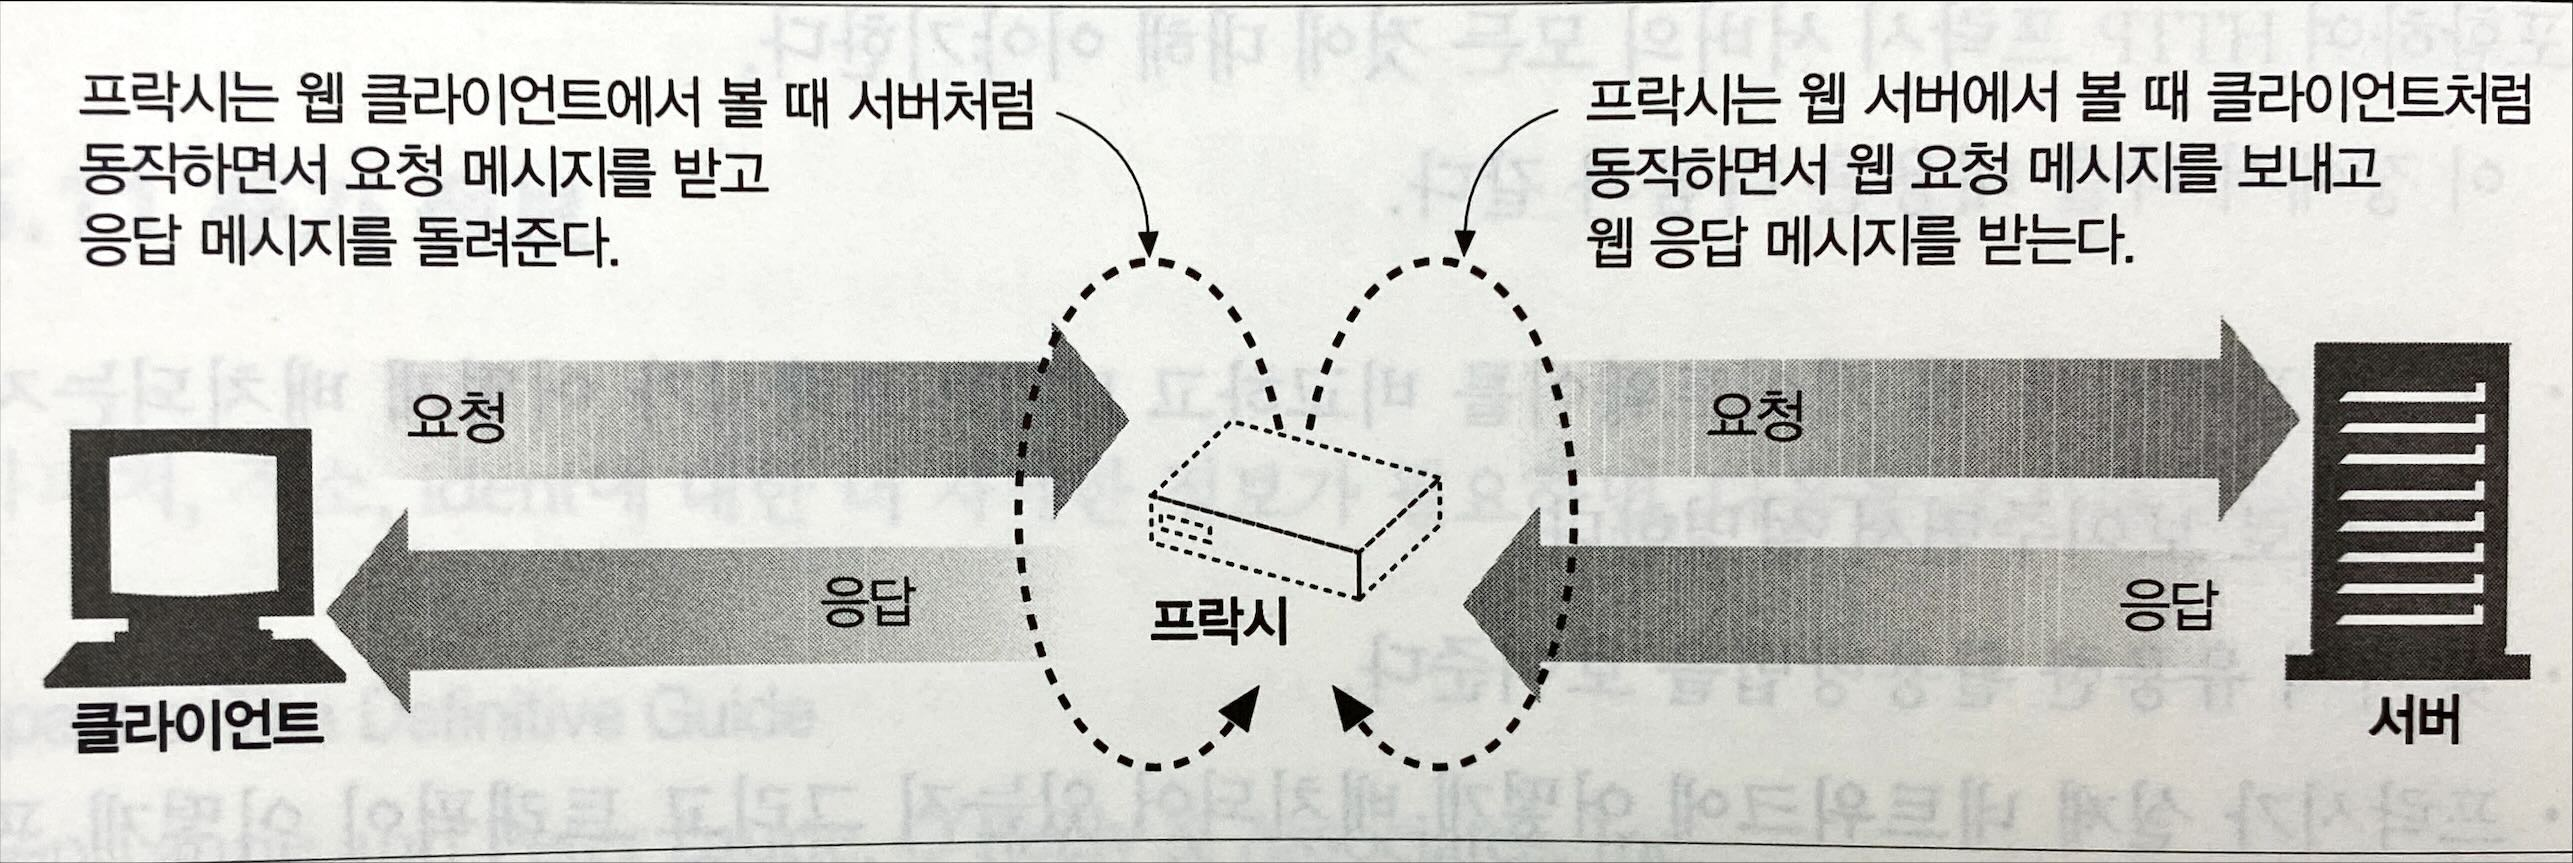 프락시는 웹 클라이언트에서 볼 때 서버처럼
동작하면서 요청 메시지를 받고
응답 메시지를 돌려준다.
프락시는 웹 서버에서 볼 때 클라이언트처럼
동작하면서 웹 요청 메시지를 보내고
웹 응답 메시지를 받는다.
요청
요청
응답
프락시
응답
클라이언트
서버